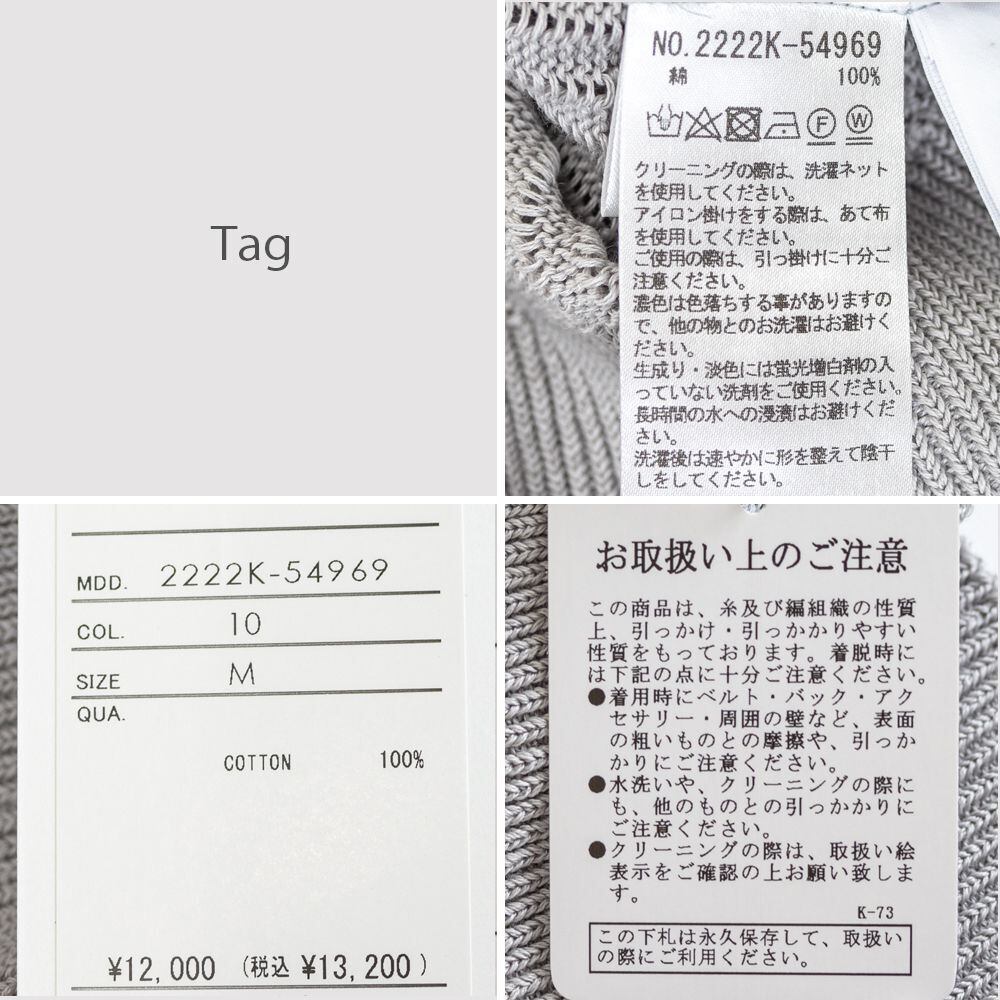 Tag
NO.2222K-54969
綿 100%
F W
クリーニングの際は、洗濯ネット
を使用してください。
アイロン掛けをする際は、あて布
を使用してください。
ご使用の際は、引っ掛けに十分ご
注意ください。
濃色は色落ちする事がありますの
で、他の物とのお洗濯はお避けく
ださい。
生成り・淡色には蛍光増白剤の入
っていない洗剤をご使用ください。
長時間の水への浸漬はお避けくだ
さい。
洗濯後は速やかに形を整えて陰干
しをしてください。
MDD. 2222K-54969
COL. 10
SIZE M
QUA.
COTTON 100%
¥12,000 (税込 ¥13,200 )
お取扱い上のご注意
この商品は、糸及び編組織の性質
上、引っかけ・引っかかりやすい
性質をもっております。着脱時に
は下記の点に十分ご注意ください。
●着用時にベルト・バック・アク
セサリー・周囲の壁など、表面
の粗いものとの摩擦や、引っか
かりにご注意ください。
●水洗いや、クリーニングの際に
も、他のものとの引っかかりに
ご注意ください。
●クリーニングの際は、取扱い絵
表示をご確認の上お願い致しま
す。
K-73
この下札は永久保存して、取扱い
の際にご利用ください。